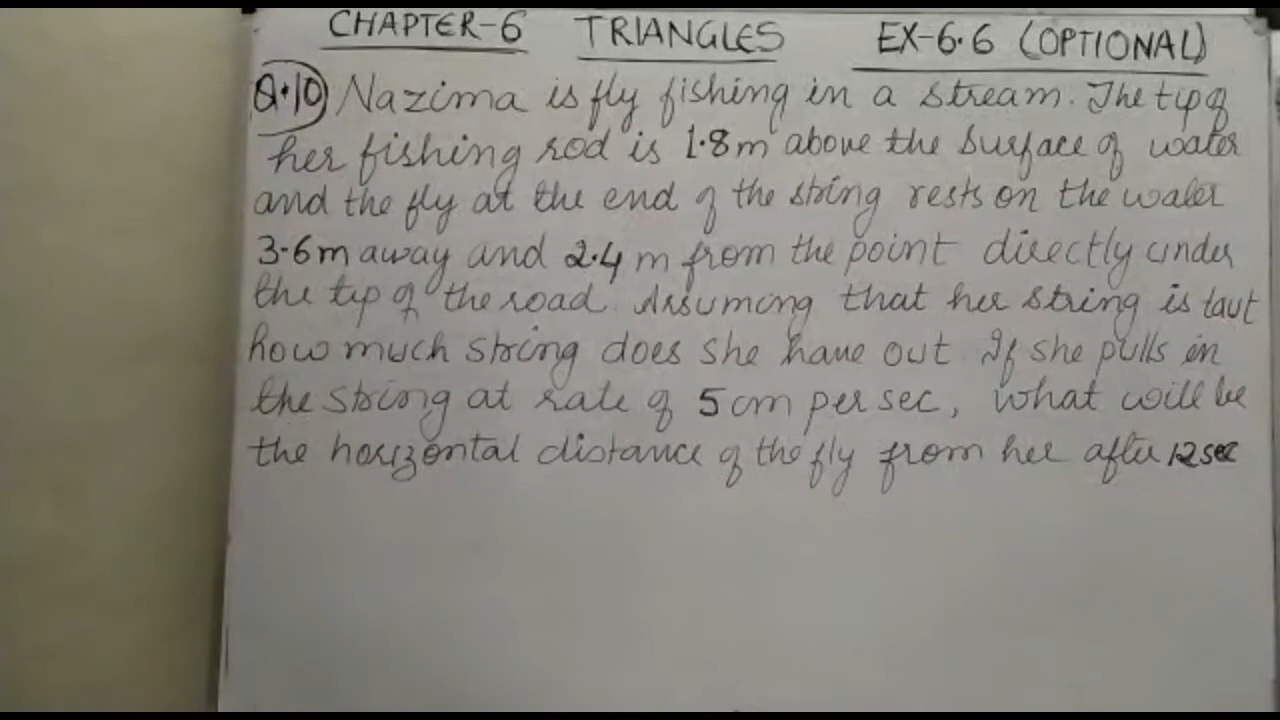 CHAPTER-6 TRIANGLES EX-6.6 (OPTIONAL)
Q.10 Nazima is fly fishing in a stream. The tip of
her fishing rod is 1.8m above the surface of water
and the fly at the end of the string rests on the water
3.6m away and 2.4 m from the point directly under
the tip of the road. Assuming that her string is taut
how much string does she have out. If she pulls in
the string at rate of 5cm per sec, what will be
the horizontal distance of the fly from her after 12sec